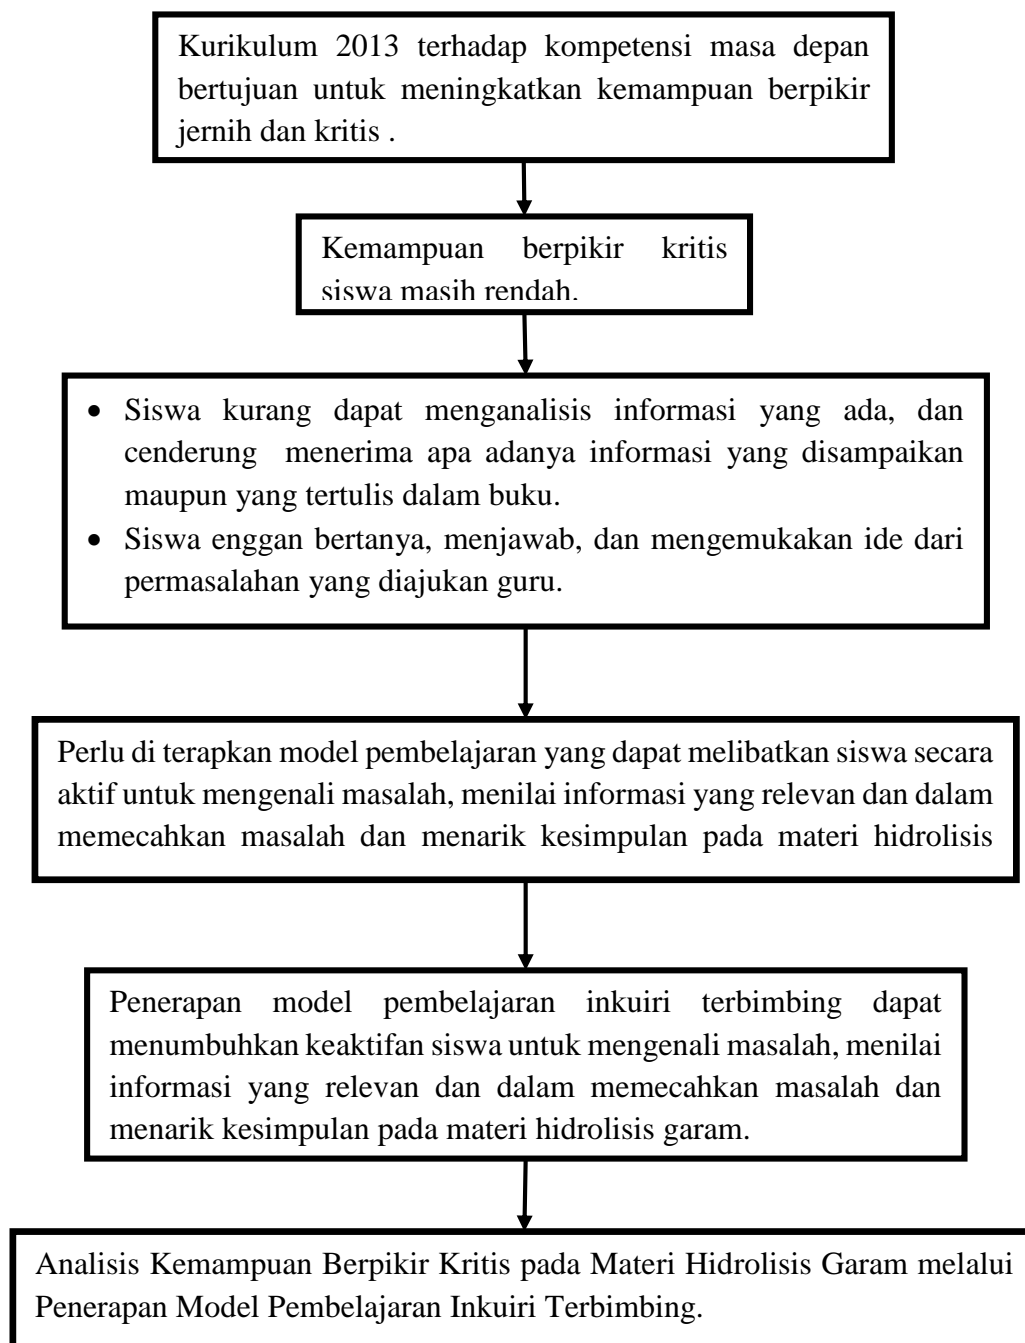 Kurikulum 2013 terhadap kompetensi masa depan
bertujuan untuk meningkatkan kemampuan berpikir
jernih dan kritis .
Kemampuan berpikir kritis
siswa masih rendah.
• Siswa kurang dapat menganalisis informasi yang ada, dan
cenderung menerima apa adanya informasi yang disampaikan
maupun yang tertulis dalam buku.
• Siswa enggan bertanya, menjawab, dan mengemukakan ide dari
permasalahan yang diajukan guru.
Perlu di terapkan model pembelajaran yang dapat melibatkan siswa secara
aktif untuk mengenali masalah, menilai informasi yang relevan dan dalam
memecahkan masalah dan menarik kesimpulan pada materi hidrolisis
Penerapan model pembelajaran inkuiri terbimbing dapat
menumbuhkan keaktifan siswa untuk mengenali masalah, menilai
informasi yang relevan dan dalam memecahkan masalah dan
menarik kesimpulan pada materi hidrolisis garam.
Analisis Kemampuan Berpikir Kritis pada Materi Hidrolisis Garam melalui
Penerapan Model Pembelajaran Inkuiri Terbimbing.